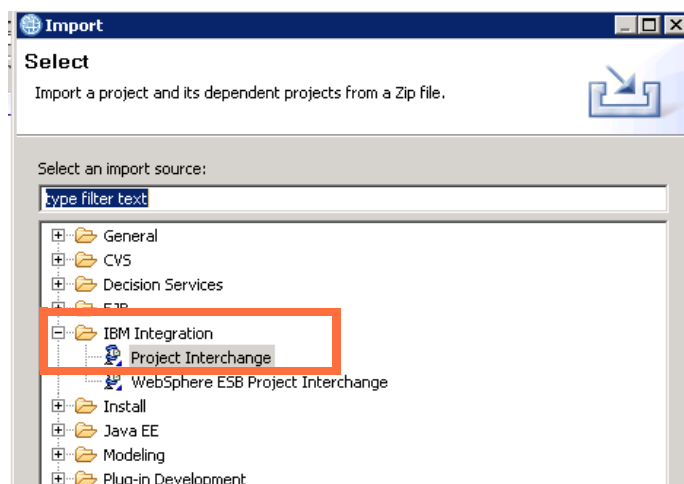 Import
Select
Import a project and its dependent projects from a Zip file.
Select an import source:
type filter text
General
CVS
Decision Services
EJB
IBM Integration
Project Interchange
WebSphere ESB Project Interchange
Install
Java EE
Modeling
Plug-in Development